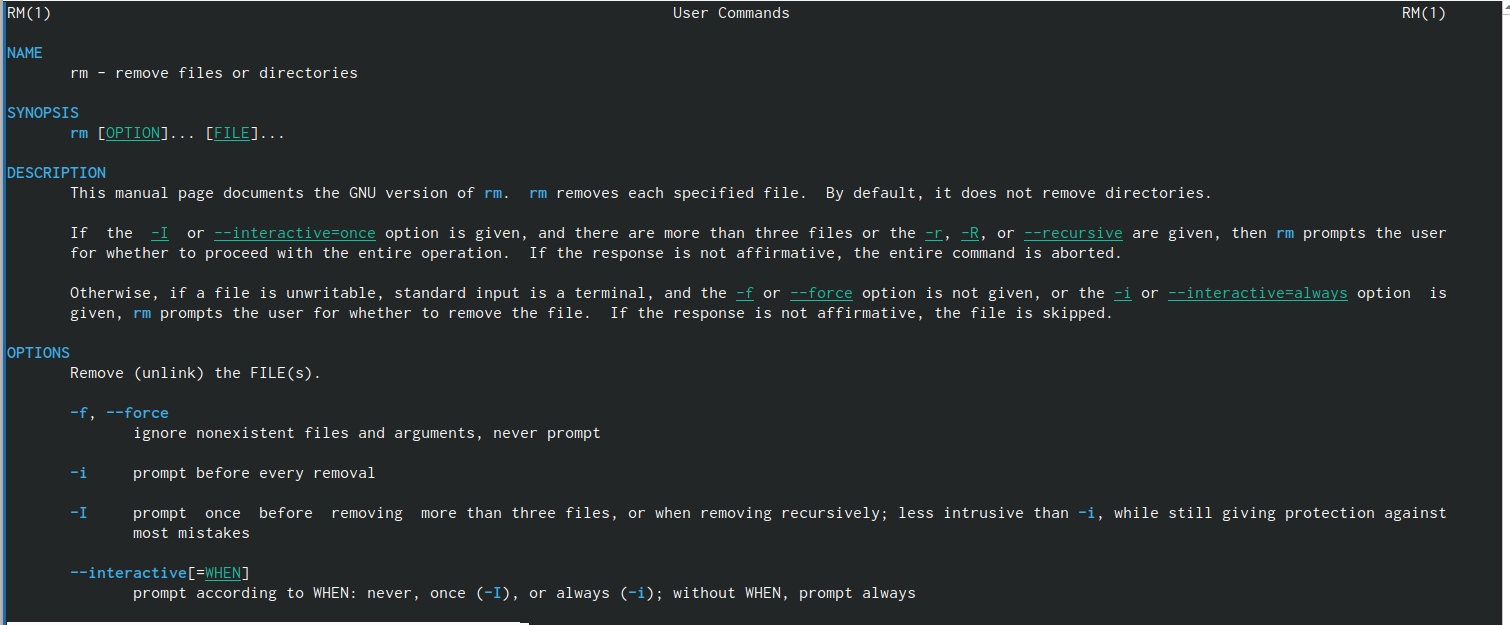 RM(1) User Commands RM(1)
NAME
rm - remove files or directories
SYNOPSIS
rm [OPTION]... [FILE]...
DESCRIPTION
This manual page documents the GNU version of rm.  rm removes each specified file.  By default, it does not remove directories.
If  the  -I  or --interactive=once option is given, and there are more than three files or the -r, -R, or --recursive are given, then rm prompts the user
for whether to proceed with the entire operation.  If the response is not affirmative, the entire command is aborted.
Otherwise, if a file is unwritable, standard input is a terminal, and the -f or --force option is not given, or the -i or --interactive=always option  is
given, rm prompts the user for whether to remove the file.  If the response is not affirmative, the file is skipped.
OPTIONS
Remove (unlink) the FILE(s).
-f, --force
ignore nonexistent files and arguments, never prompt
-i     prompt before every removal
-I     prompt  once  before  removing  more than three files, or when removing recursively; less intrusive than -i, while still giving protection against
most mistakes
--interactive[=WHEN]
prompt according to WHEN: never, once (-I), or always (-i); without WHEN, prompt always